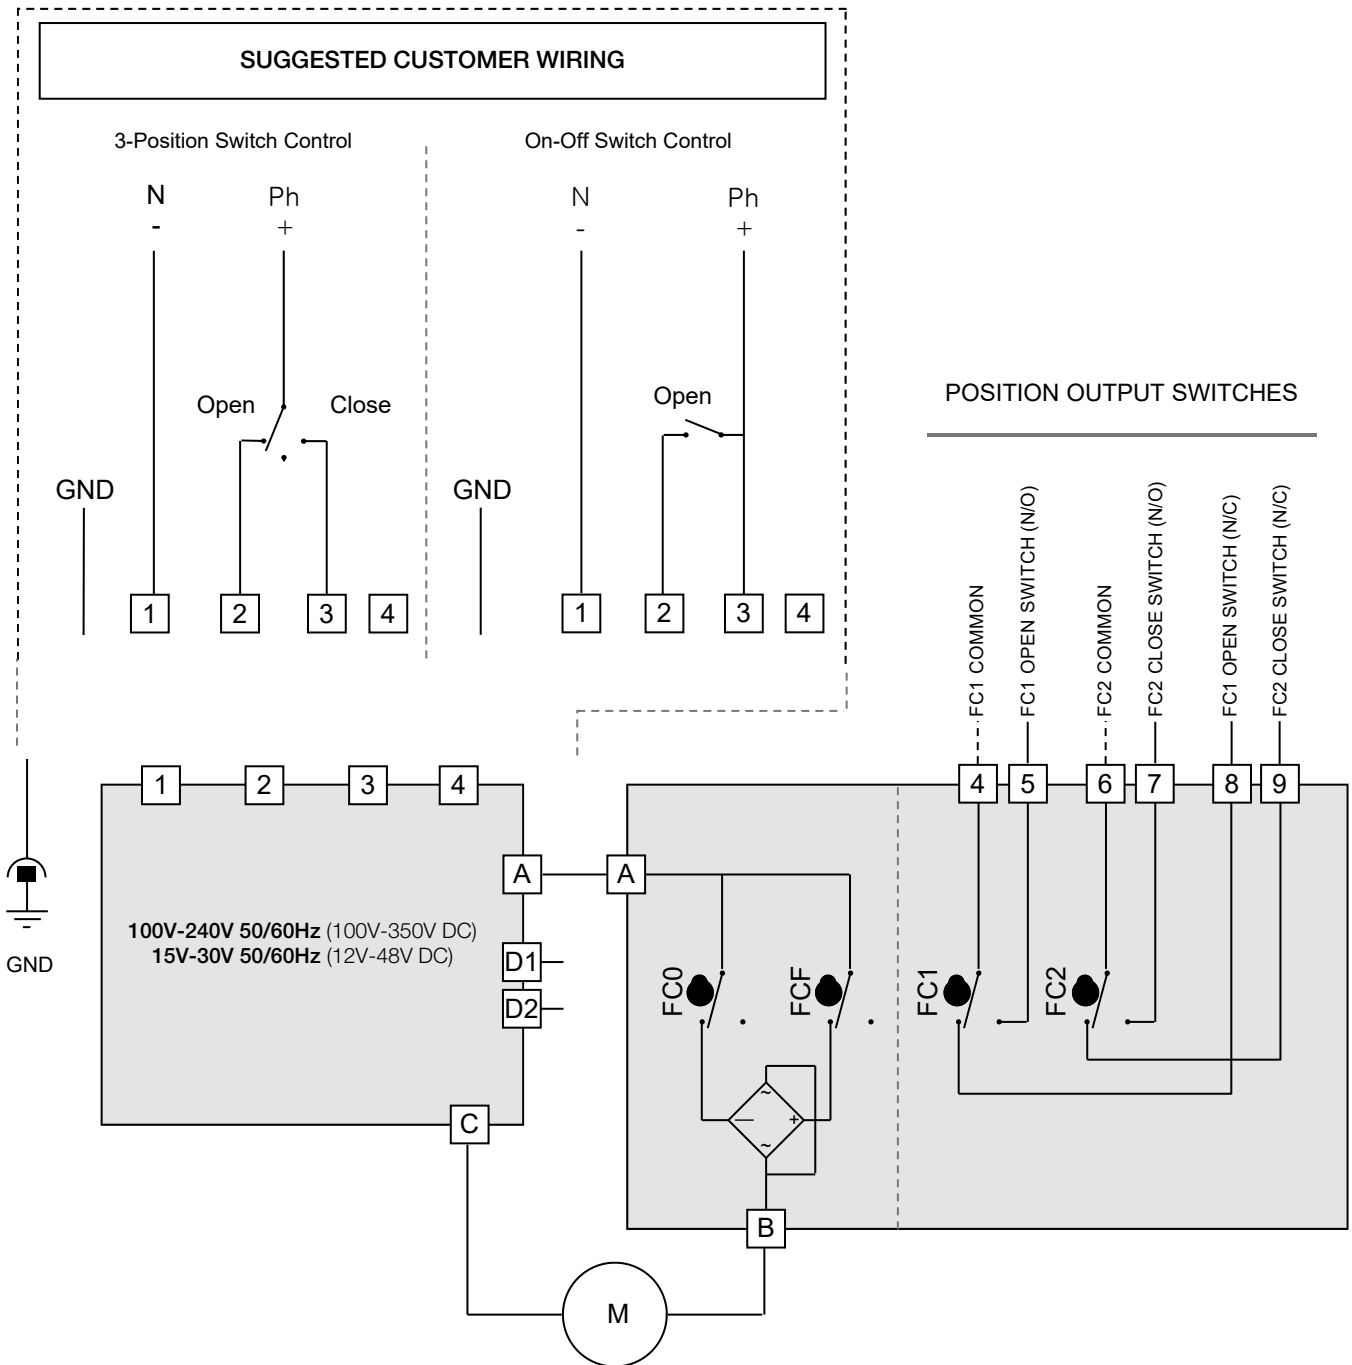 SUGGESTED CUSTOMER WIRING
3-Position Switch Control
On-Off Switch Control
N
Ph
N
Ph
-
+
-
+
Open
Close
Open
GND
GND
1
2
3
4
1
2
3
4
POSITION OUTPUT SWITCHES
FC1 COMMON
FC1 OPEN SWITCH (N/O)
FC2 COMMON
FC2 CLOSE SWITCH (N/O)
FC1 OPEN SWITCH (N/C)
FC2 CLOSE SWITCH (N/C)
1
2
3
4
4
5
6
7
8
9
A
A
100V-240V 50/60Hz (100V-350V DC)
15V-30V 50/60Hz (12V-48V DC)
GND
D1
D2
FC0
FCF
FC1
FC2
~
—
+
~
C
B
M